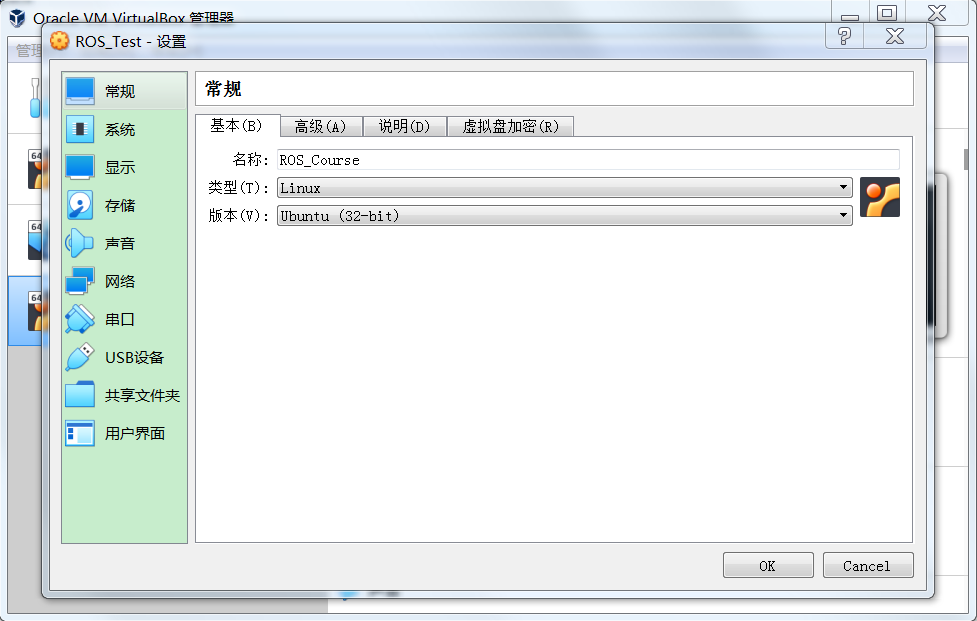 Oracle VM VirtualBox 管理器
管理
ROS_Test - 设置
常规
系统
显示
存储
声音
网络
串口
USB设备
共享文件夹
用户界面
常规
基本(B) 高级(A) 说明(D) 虚拟盘加密(R)
名称: ROS_Course
类型(T): Linux
版本(V): Ubuntu (32-bit)
64
64
64
OK Cancel